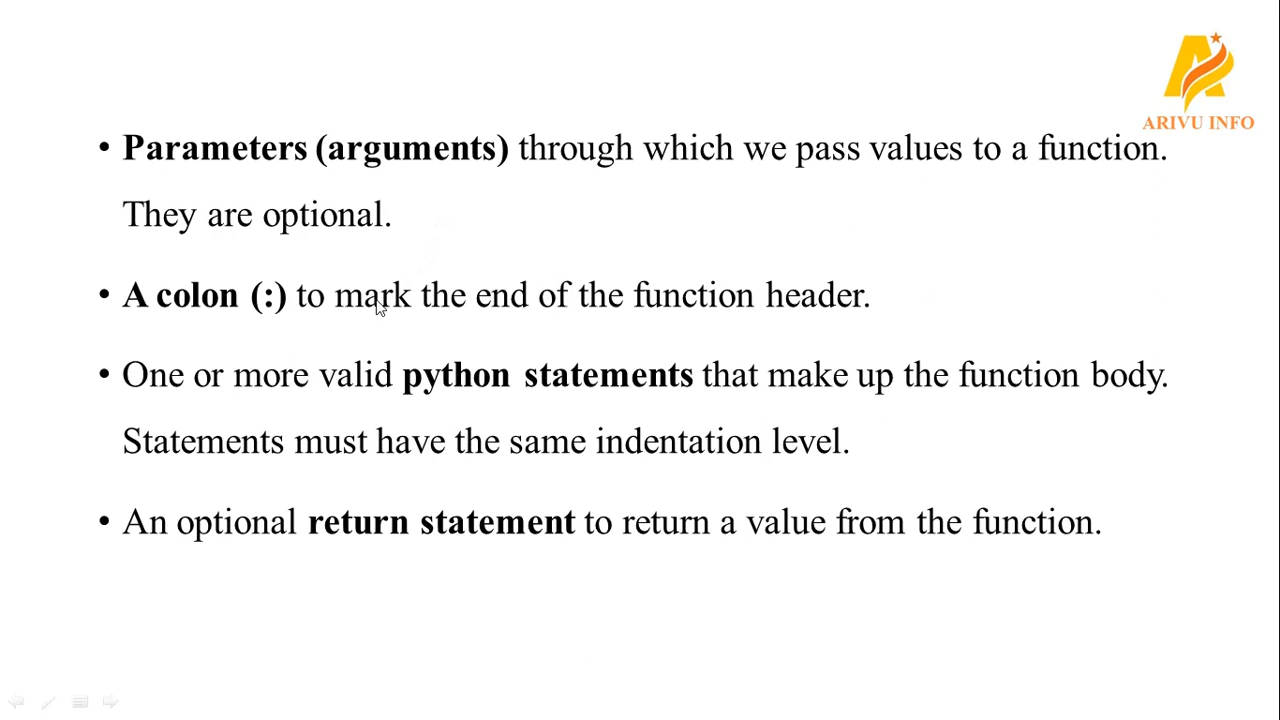 ARIVU INFO
• Parameters (arguments) through which we pass values to a function.
They are optional.
• A colon (:) to mark the end of the function header.
• One or more valid python statements that make up the function body.
Statements must have the same indentation level.
• An optional return statement to return a value from the function.